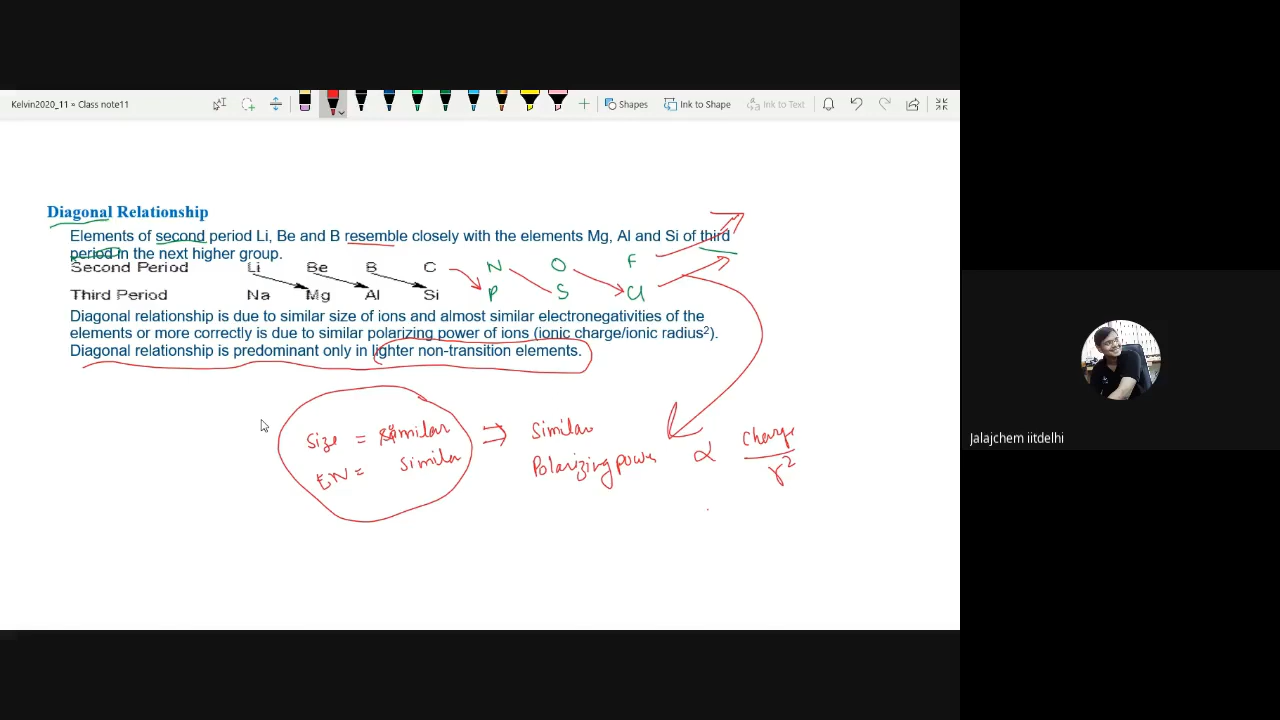 Kelvin2020_11 » Class note11
Shapes
Ink to Shape
Ink to Text
Diagonal Relationship
Elements of second period Li, Be and B resemble closely with the elements Mg, Al and Si of third
period in the next higher group.
Second Period Li Be B C N O F
Third Period Na Mg Al Si P S Cl
Diagonal relationship is due to similar size of ions and almost similar electronegativities of the
elements or more correctly is due to similar polarizing power of ions (ionic charge/ionic radius²).
Diagonal relationship is predominant only in lighter non-transition elements.
Size = similar ⇒ Similar
EN = similar Polarizing power ∝ charge
r²
Jalajchem iitdelhi